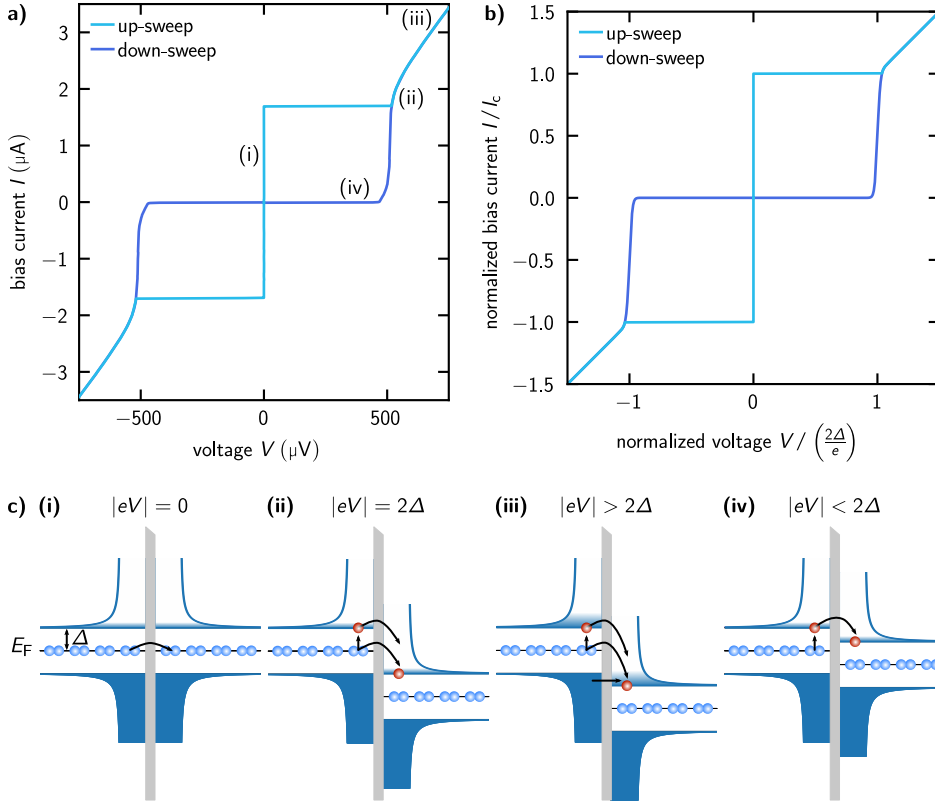 a)
up-sweep
down-sweep
(i)
(ii)
(iii)
(iv)
3
2
1
0
−1
−2
−3
bias current I (µA)
−500
0
500
voltage V (µV)
b)
up-sweep
down-sweep
1.5
1.0
0.5
0.0
−0.5
−1.0
−1.5
normalized bias current I/I_c
−1
0
1
normalized voltage V / (2Δ/e)
c) (i) |eV| = 0
(ii) |eV| = 2Δ
(iii) |eV| > 2Δ
(iv) |eV| < 2Δ
E_F
Δ